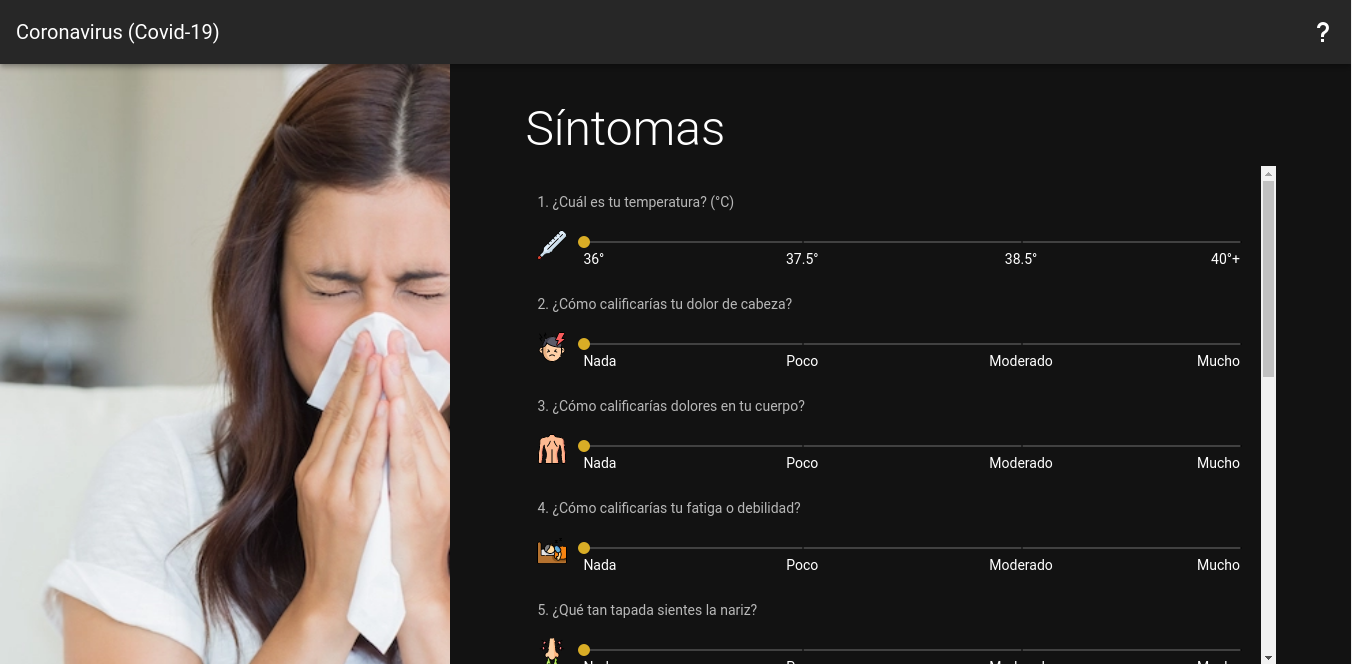 Coronavirus (Covid-19)
?
Síntomas
1. ¿Cuál es tu temperatura? (°C)
36° 37.5° 38.5° 40°+
2. ¿Cómo calificarías tu dolor de cabeza?
Nada Poco Moderado Mucho
3. ¿Cómo calificarías dolores en tu cuerpo?
Nada Poco Moderado Mucho
4. ¿Cómo calificarías tu fatiga o debilidad?
Nada Poco Moderado Mucho
5. ¿Qué tan tapada sientes la nariz?